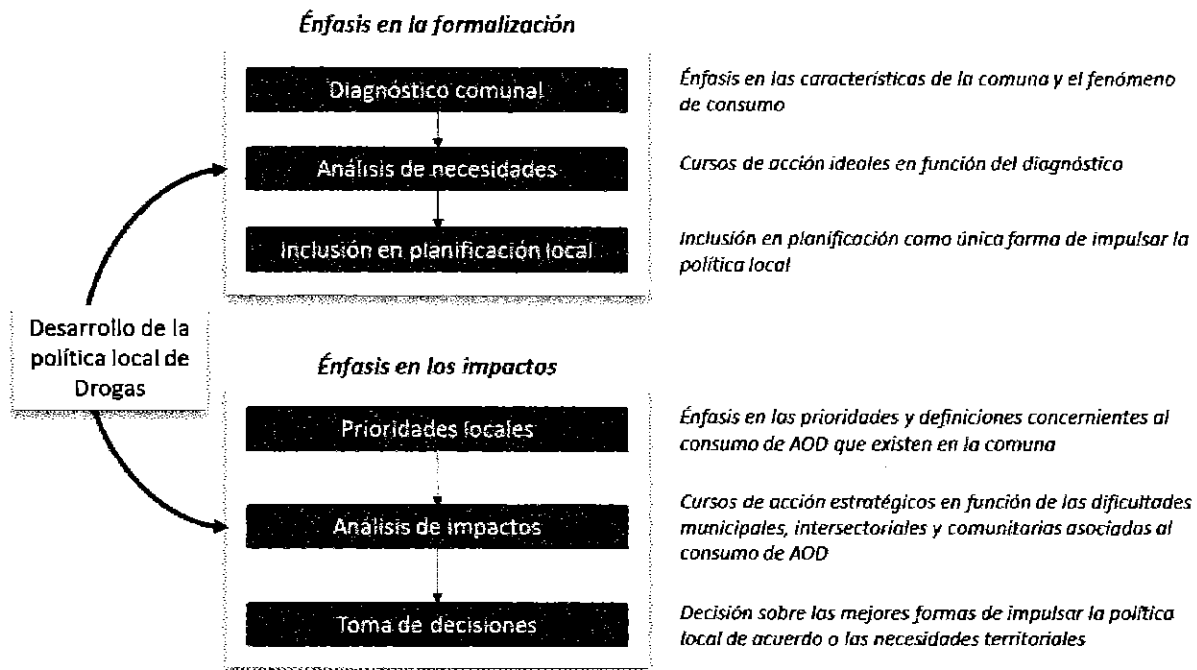 Énfasis en la formalización
Diagnóstico comunal
Énfasis en las características de la comuna y el fenómeno
de consumo
Análisis de necesidades
Cursos de acción ideales en función del diagnóstico
Inclusión en planificación local
Inclusión en planificación como única forma de impulsar la
política local
Desarrollo de la
política local de
Drogas
Énfasis en los impactos
Prioridades locales
Énfasis en las prioridades y definiciones concernientes al
consumo de AOD que existen en la comuna
Análisis de impactos
Cursos de acción estratégicos en función de las dificultades
municipales, intersectoriales y comunitarias asociadas al
consumo de AOD
Toma de decisiones
Decisión sobre las mejores formas de impulsar la política
local de acuerdo a las necesidades territoriales